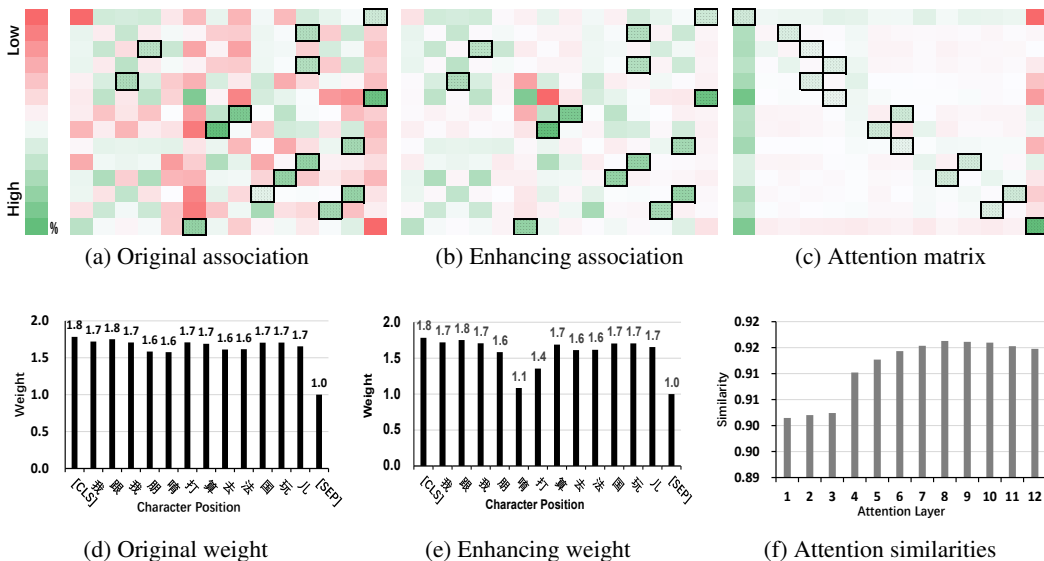 Low
High
%
(a) Original association
(b) Enhancing association
(c) Attention matrix
Weight
2.0
1.5
1.0
0.5
0.0
1.8 1.7 1.8 1.7 1.6 1.6 1.7 1.7 1.6 1.6 1.7 1.7 1.7 1.0
[CLS] 我 跟 我 朋 打 算 去 法 国 玩 儿 [SEP]
Character Position
(d) Original weight
Weight
2.0
1.5
1.0
0.5
0.0
1.8 1.7 1.8 1.7 1.6 1.1 1.4 1.7 1.6 1.6 1.7 1.7 1.7 1.0
[CLS] 我 跟 我 朋 打 算 去 法 国 玩 儿 [SEP]
Character Position
(e) Enhancing weight
Similarity
0.92
0.92
0.91
0.91
0.90
0.89
0.89
1 2 3 4 5 6 7 8 9 10 11 12
Attention Layer
(f) Attention similarities